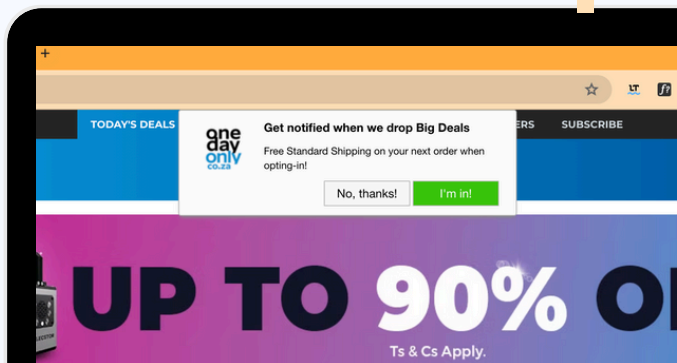 +
LT
f?
TODAY'S DEALS
ERS
SUBSCRIBE
one
day
only
co.za
Get notified when we drop Big Deals
Free Standard Shipping on your next order when
opting-in!
No, thanks!
I'm in!
UP TO 90% O
Ts & Cs Apply.